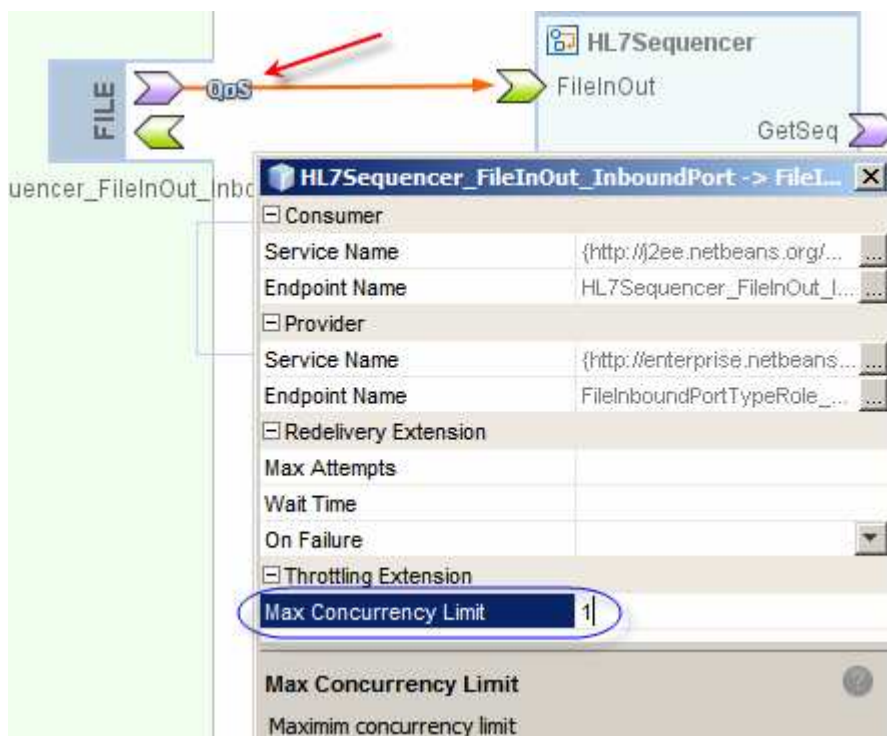 HL7Sequencer
FILE
QoS
FileInOut
GetSeq
uencer_FileInOut_Inbo
HL7Sequencer_FileInOut_InboundPort -> FileI...
Consumer
Service Name {http://j2ee.netbeans.org/... ...
Endpoint Name HL7Sequencer_FileInOut_I... ...
Provider
Service Name {http://enterprise.netbeans... ...
Endpoint Name FileInboundPortTypeRole_... ...
Redelivery Extension
Max Attempts
Wait Time
On Failure
Throttling Extension
Max Concurrency Limit 1
Max Concurrency Limit
Maximim concurrency limit